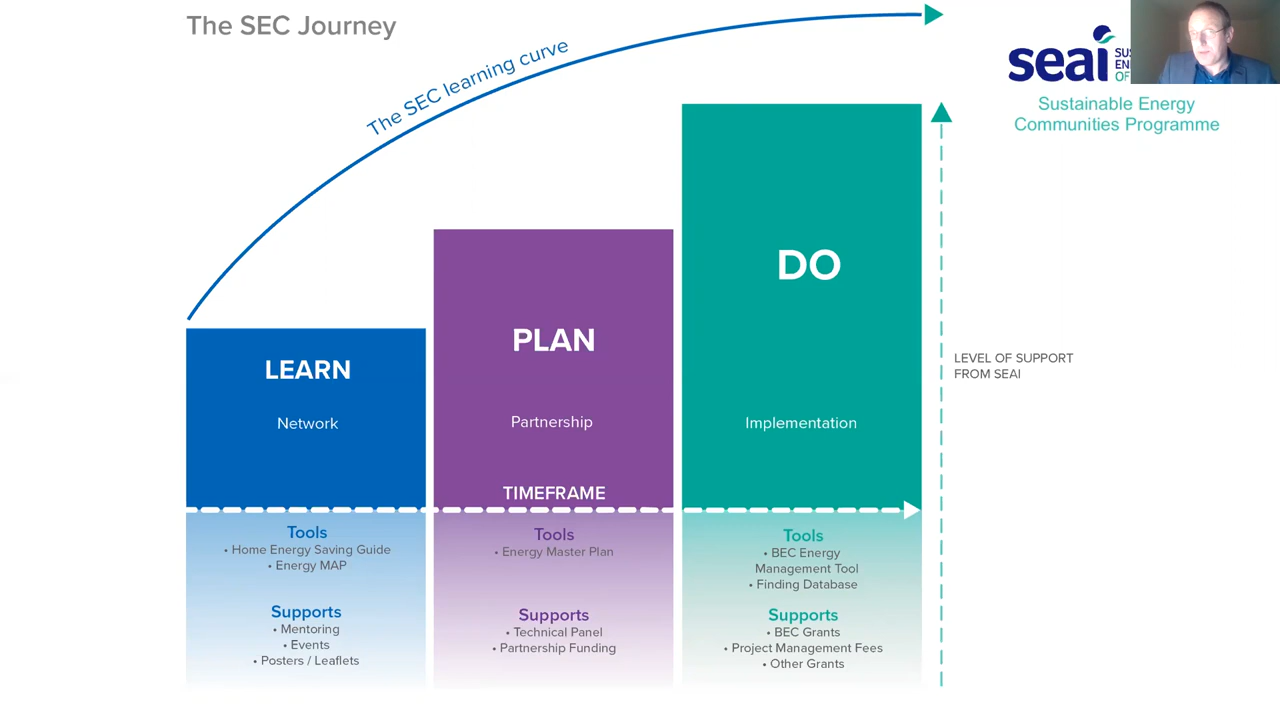 The SEC Journey
The SEC learning curve
seai
Sustainable Energy
Communities Programme
LEARN
Network
PLAN
Partnership
DO
Implementation
LEVEL OF SUPPORT
FROM SEAI
TIMEFRAME
Tools
• Home Energy Saving Guide
• Energy MAP
Supports
• Mentoring
• Events
• Posters / Leaflets
Tools
• Energy Master Plan
Supports
• Technical Panel
• Partnership Funding
Tools
• BEC Energy
Management Tool
• Finding Database
Supports
• BEC Grants
• Project Management Fees
• Other Grants